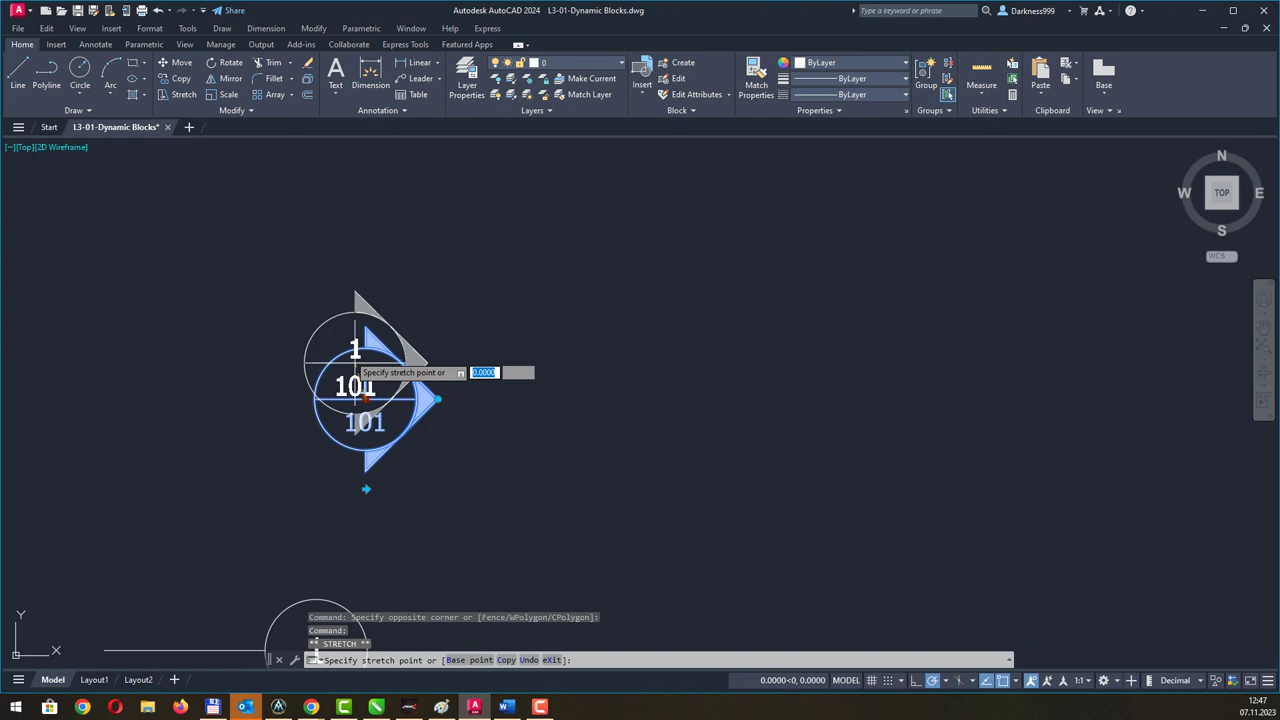 Share
Autodesk AutoCAD 2024 L3-01-Dynamic Blocks.dwg
Type a keyword or phrase
Darkness999
File Edit View Insert Format Tools Draw Dimension Modify Parametric Window Help Express
Home Insert Annotate Parametric View Manage Output Add-ins Collaborate Express Tools Featured Apps
Line Polyline Circle Arc
Move Rotate Trim
Copy Mirror Fillet
Stretch Scale Array
Text Dimension
Linear
Leader
Table
Layer Properties
0
Make Current
Match Layer
Insert
Create
Edit
Edit Attributes
Match Properties
ByLayer
ByLayer
ByLayer
Group
Measure
Paste
Base
Draw Modify Annotation Layers Block Properties Groups Utilities Clipboard View
Start L3-01-Dynamic Blocks*
[−][Top][2D Wireframe]
N
W TOP E
S
WCS
1
101
101
Specify stretch point or 0.0000
Command: Specify opposite corner or [Fence/WPolygon/CPolygon]:
Command:
** STRETCH **
Specify stretch point or [Base point Copy Undo eXit]:
Y
X
Model Layout1 Layout2
0.0000<0, 0.0000 MODEL 1:1 Decimal
12:47
07.11.2023